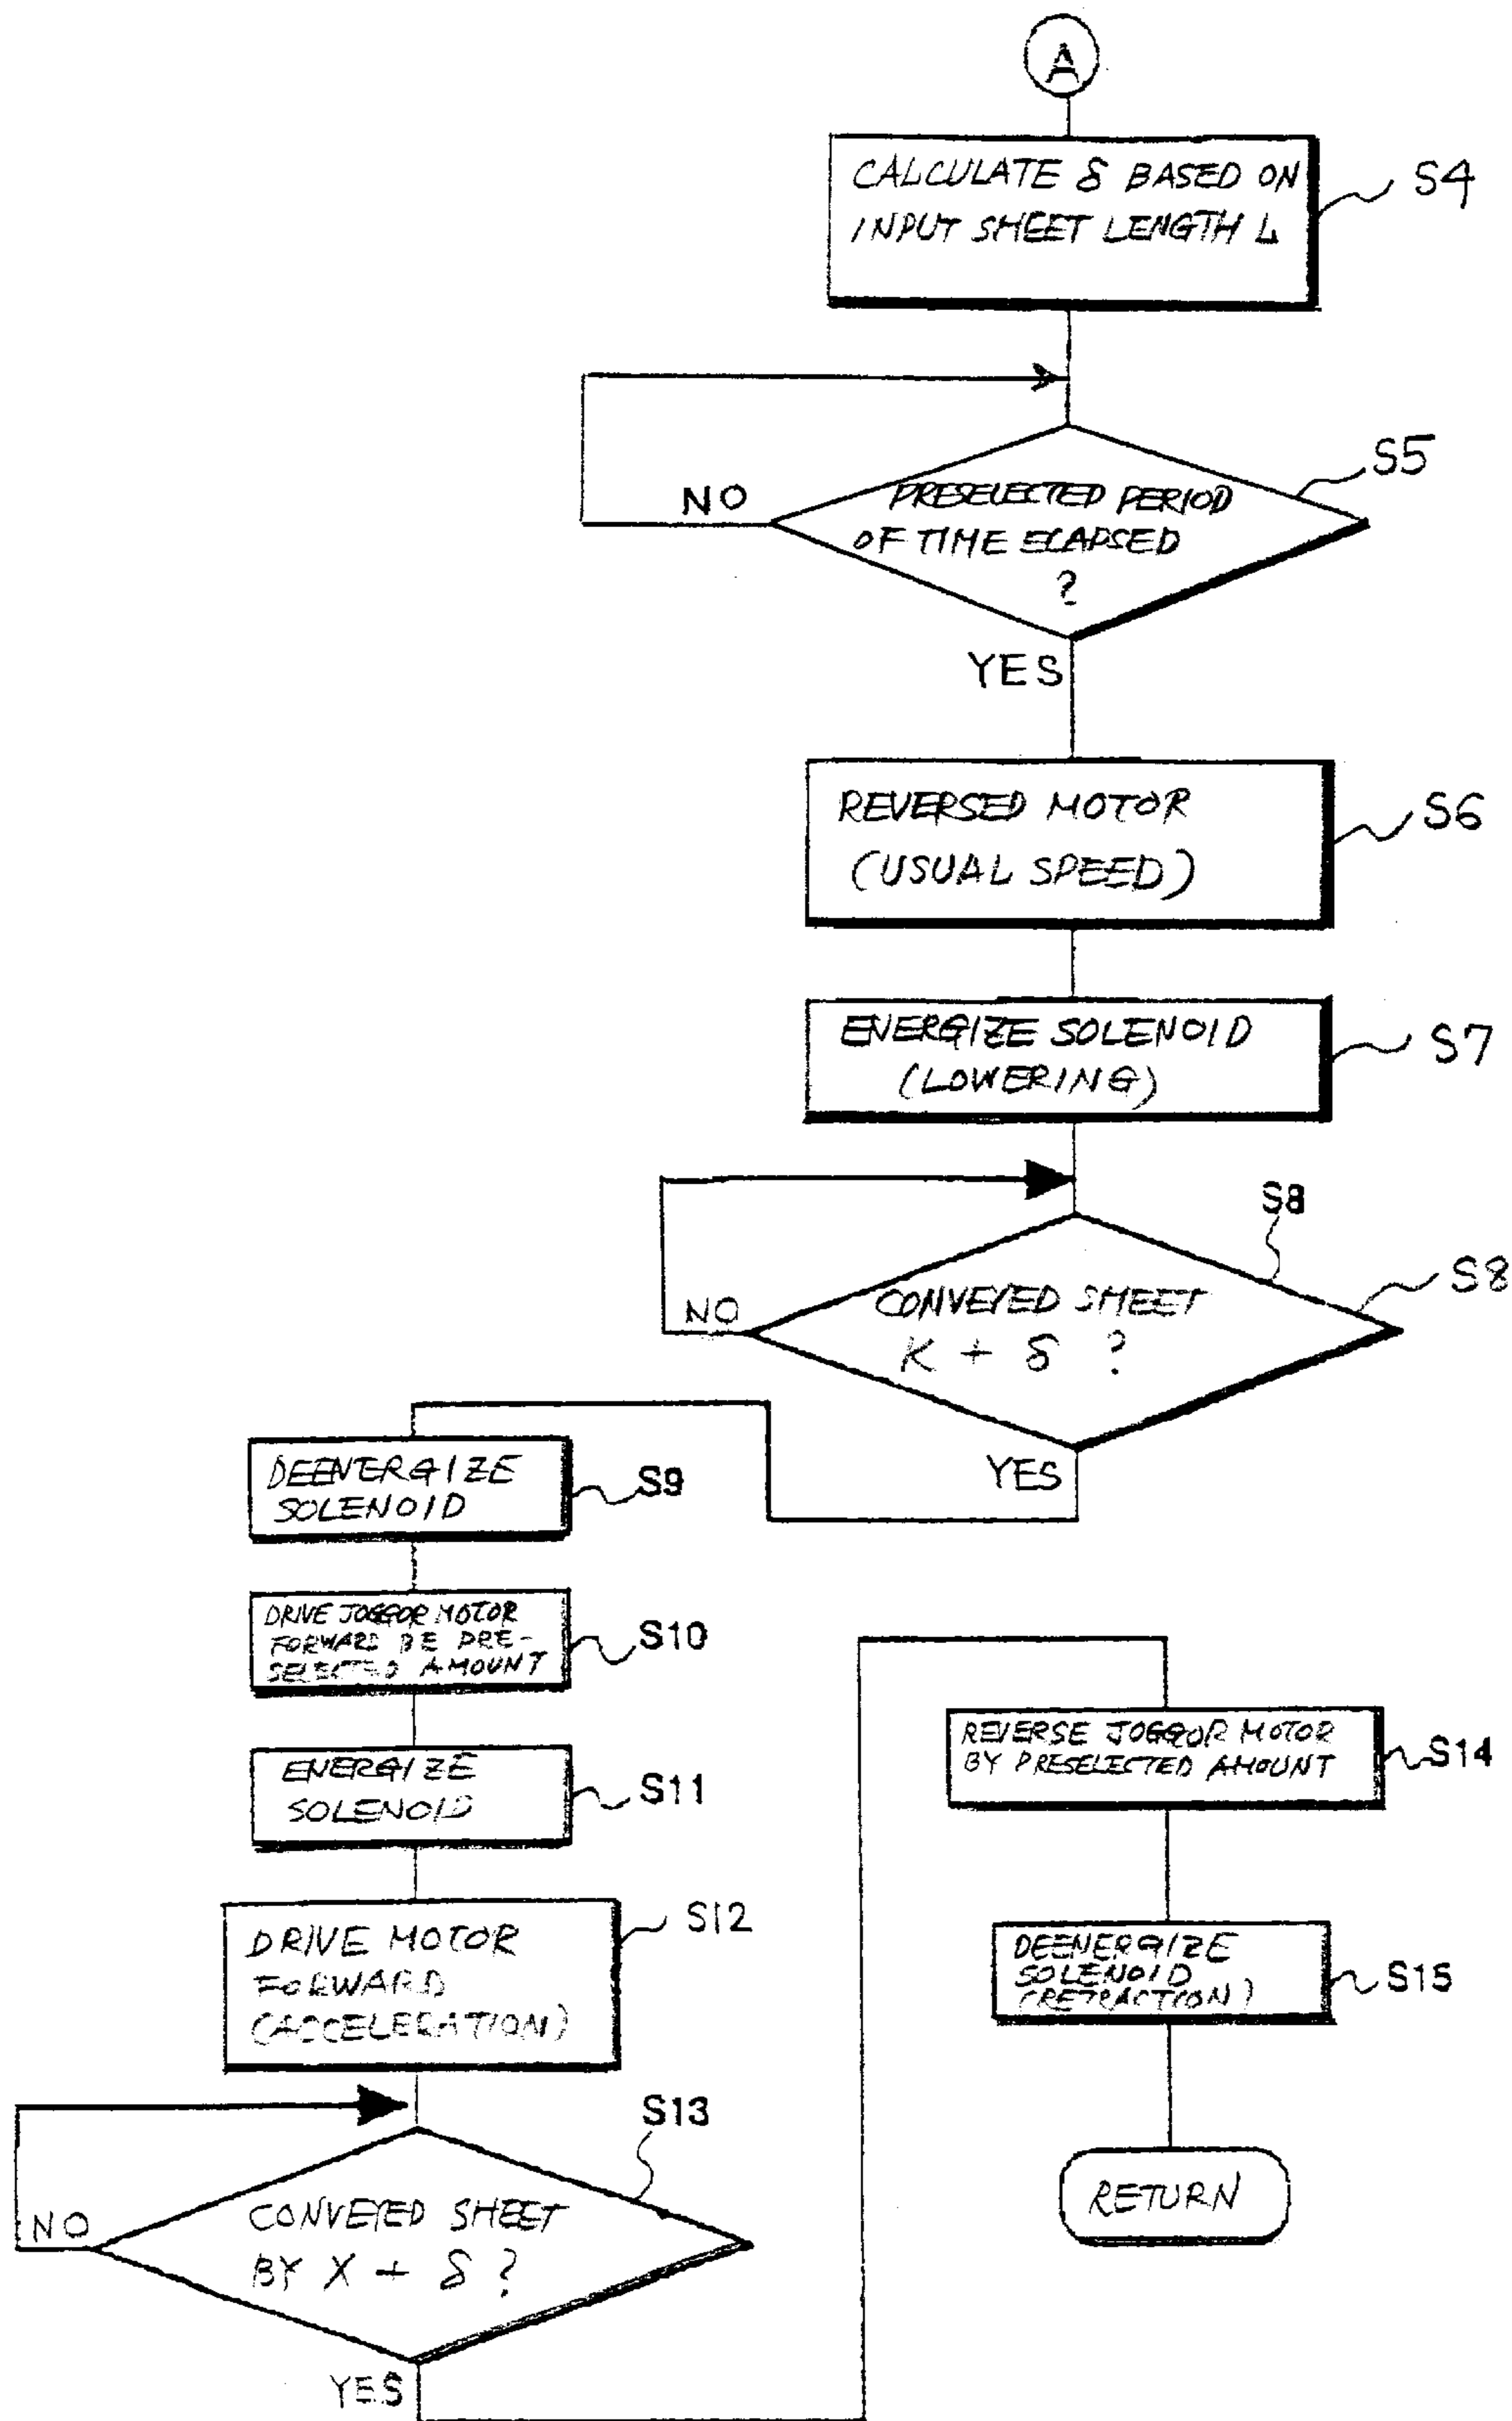 A
CALCULATE δ BASED ON
INPUT SHEET LENGTH L
S4
S5
NO
PRESELECTED PERIOD
OF TIME ELAPSED
?
YES
REVERSED MOTOR
(USUAL SPEED)
S6
ENERGIZE SOLENOID
(LOWERING)
S7
S8
S8
NO
CONVEYED SHEET
K + δ ?
YES
DEENERGIZE
SOLENOID
S9
DRIVE JOGGOR MOTOR
FORWARD BE PRE-
SELECTED AMOUNT
S10
ENERGIZE
SOLENOID
S11
DRIVE MOTOR
FORWARD
(ACCELERATION)
S12
S13
NO
CONVEYED SHEET
BY X + δ ?
YES
REVERSE JOGGOR MOTOR
BY PRESELECTED AMOUNT
S14
DEENERGIZE
SOLENOID
(RETRACTION)
S15
RETURN